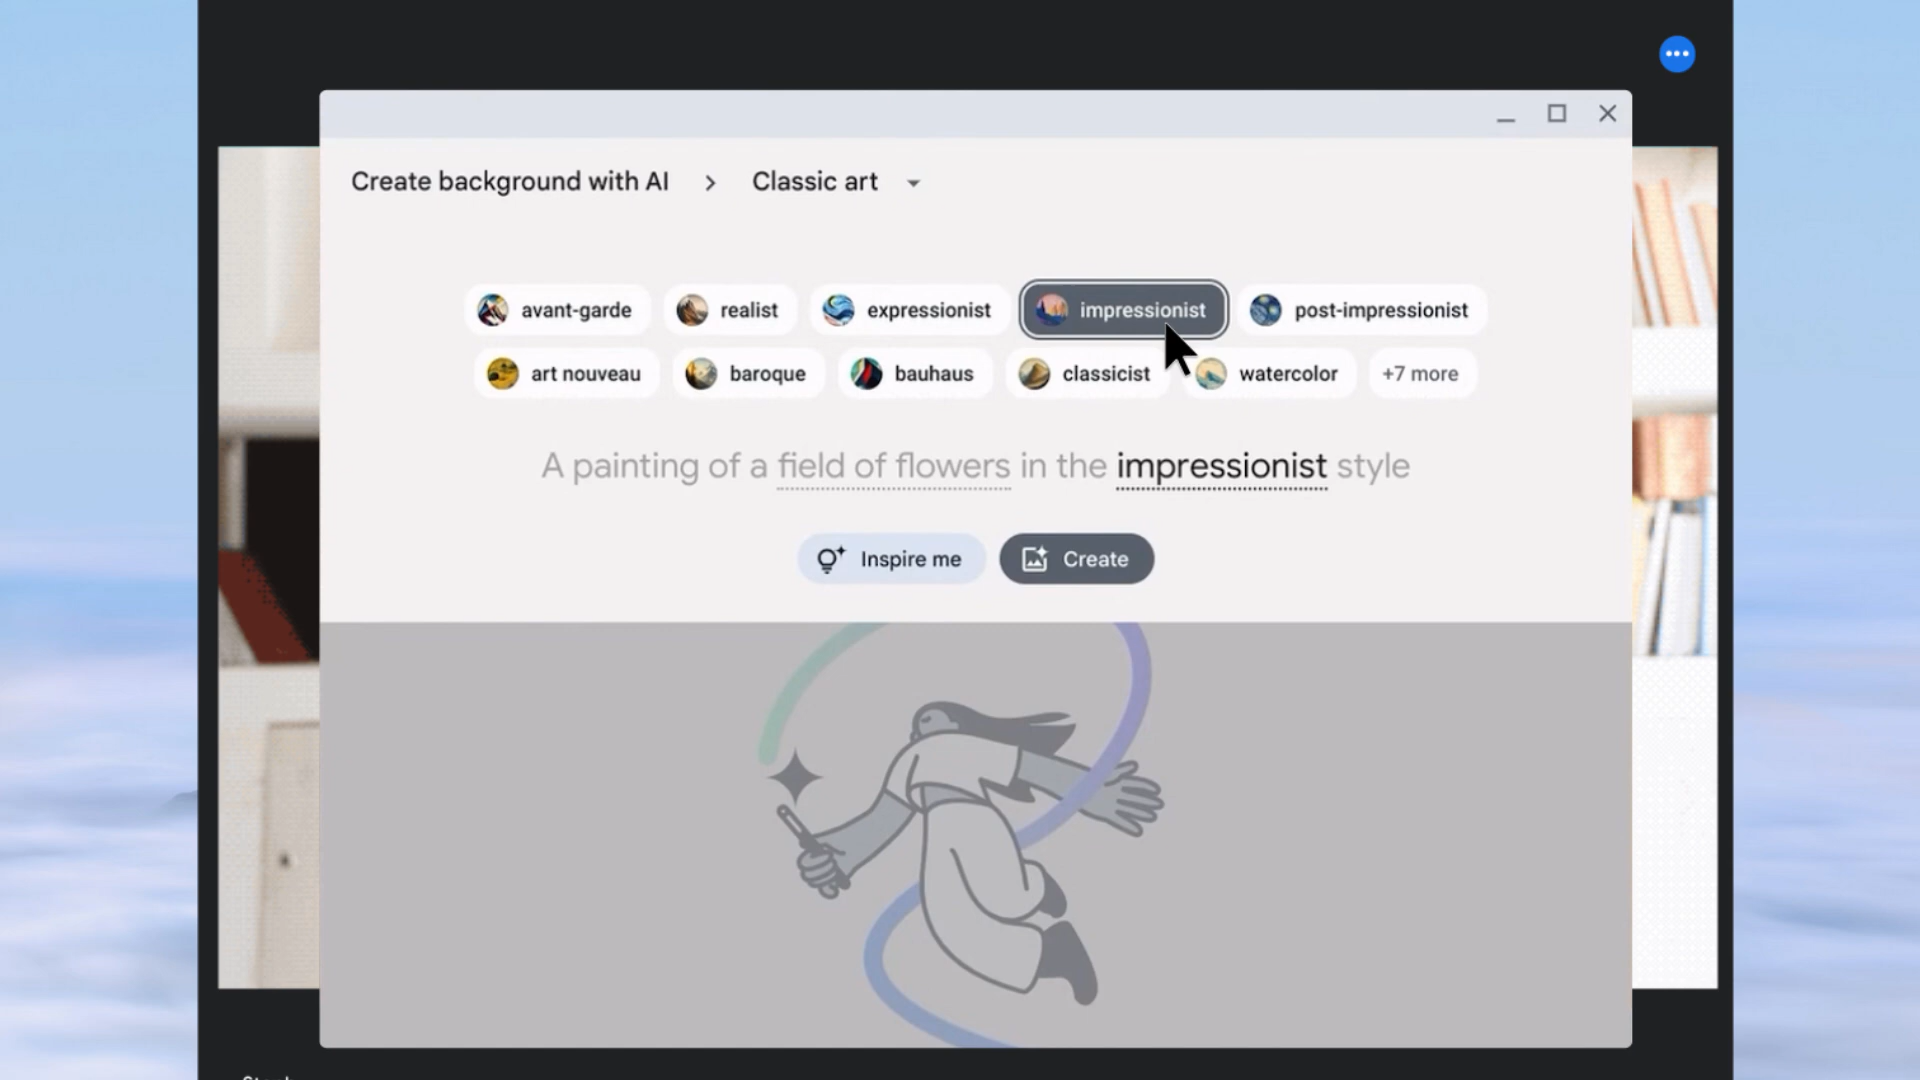 Create background with AI > Classic art
avant-garde realist expressionist impressionist post-impressionist
art nouveau baroque bauhaus classicist watercolor +7 more
A painting of a field of flowers in the impressionist style
Inspire me Create